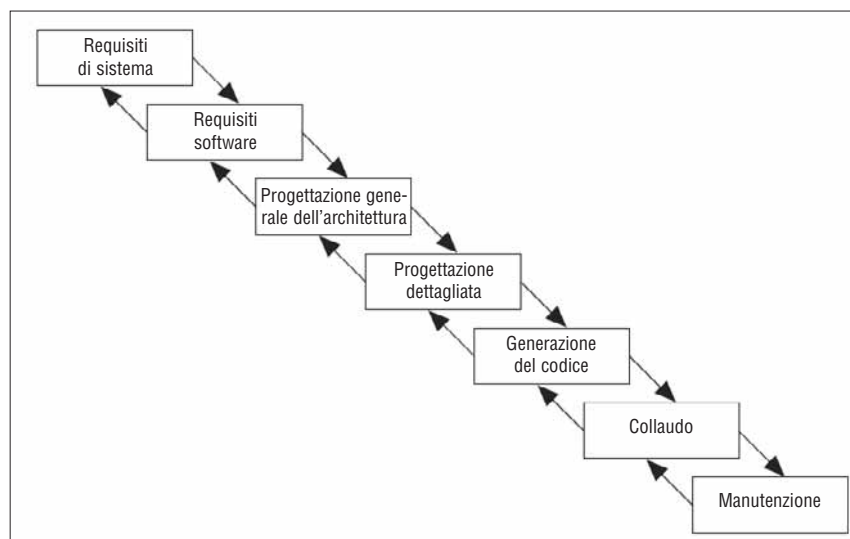 Requisiti
di sistema
Requisiti
software
Progettazione gene-
rale dell'architettura
Progettazione
dettagliata
Generazione
del codice
Collaudo
Manutenzione